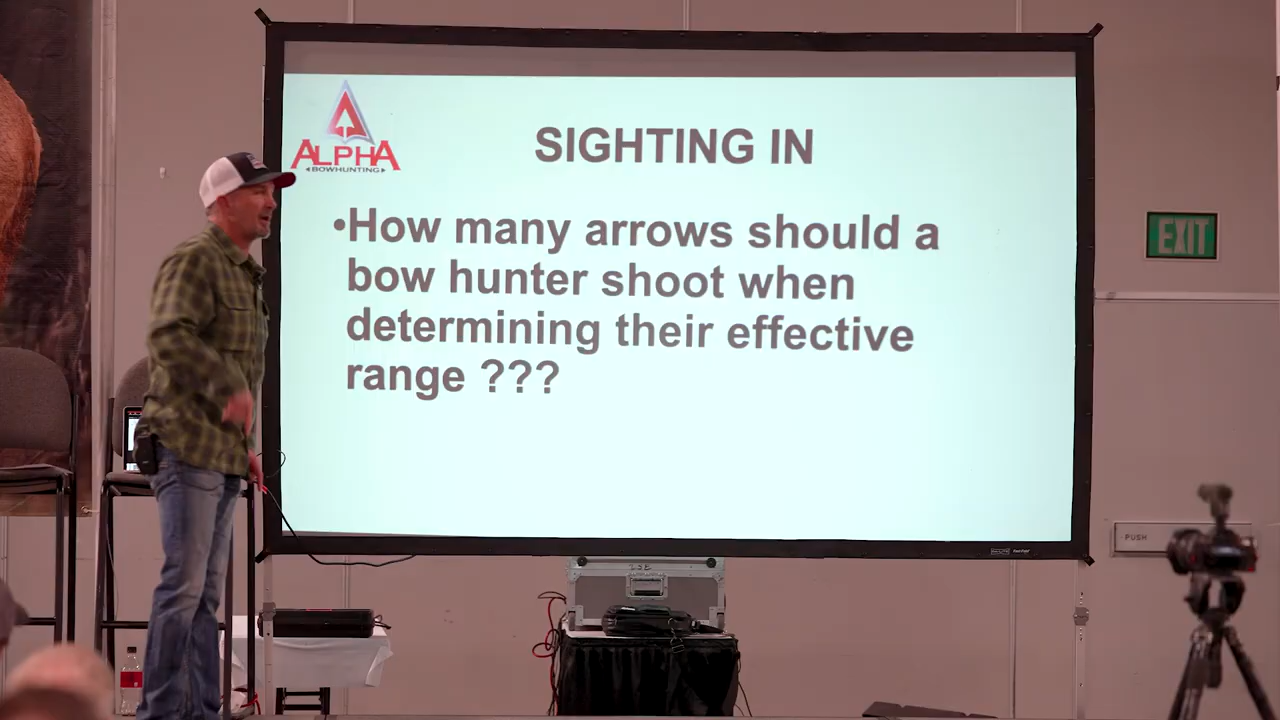 ALPHA
BOWHUNTING
SIGHTING IN
•How many arrows should a
bow hunter shoot when
determining their effective
range ???
EXIT
PUSH